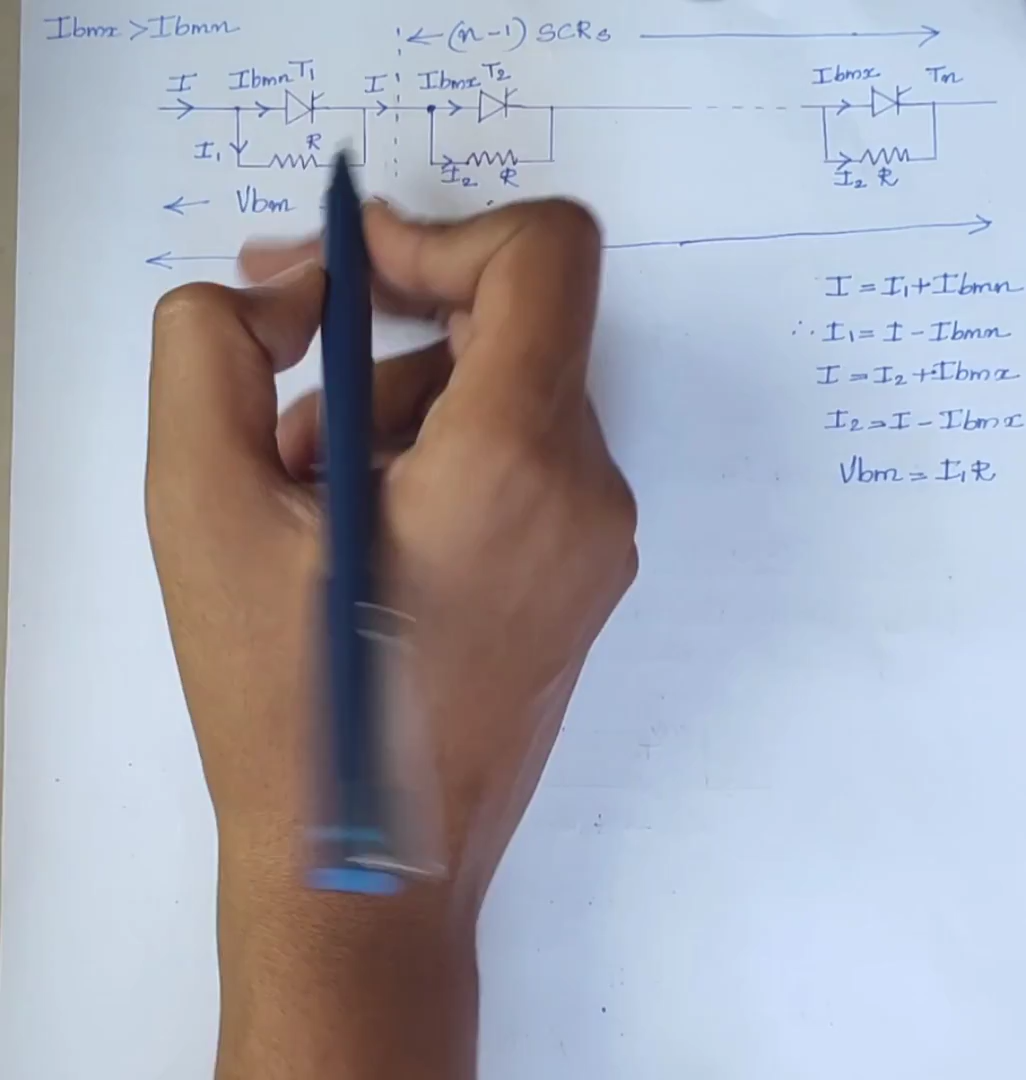 Ibmx > Ibmn
(n-1) SCRs
I Ibmn T1 I Ibmx T2 Ibmx Tn
I1 R
I2 R I2 R
Vbm
I = I1 + Ibmn
∴ I1 = I - Ibmn
I = I2 + Ibmx
I2 = I - Ibmx
Vbm = I1R